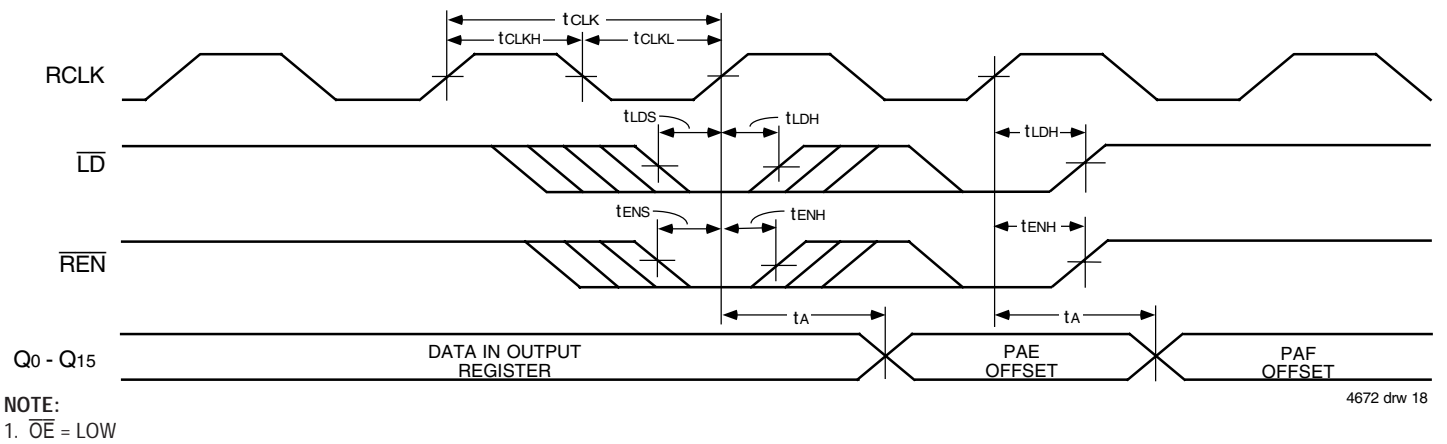 tCLK
tCLKH
tCLKL
RCLK
tLDS
tLDH
tLDH
LD
tENS
tENH
tENH
REN
tA
tA
Q0 - Q15
DATA IN OUTPUT
REGISTER
PAE
OFFSET
PAF
OFFSET
4672 drw 18
NOTE:
1. OE = LOW